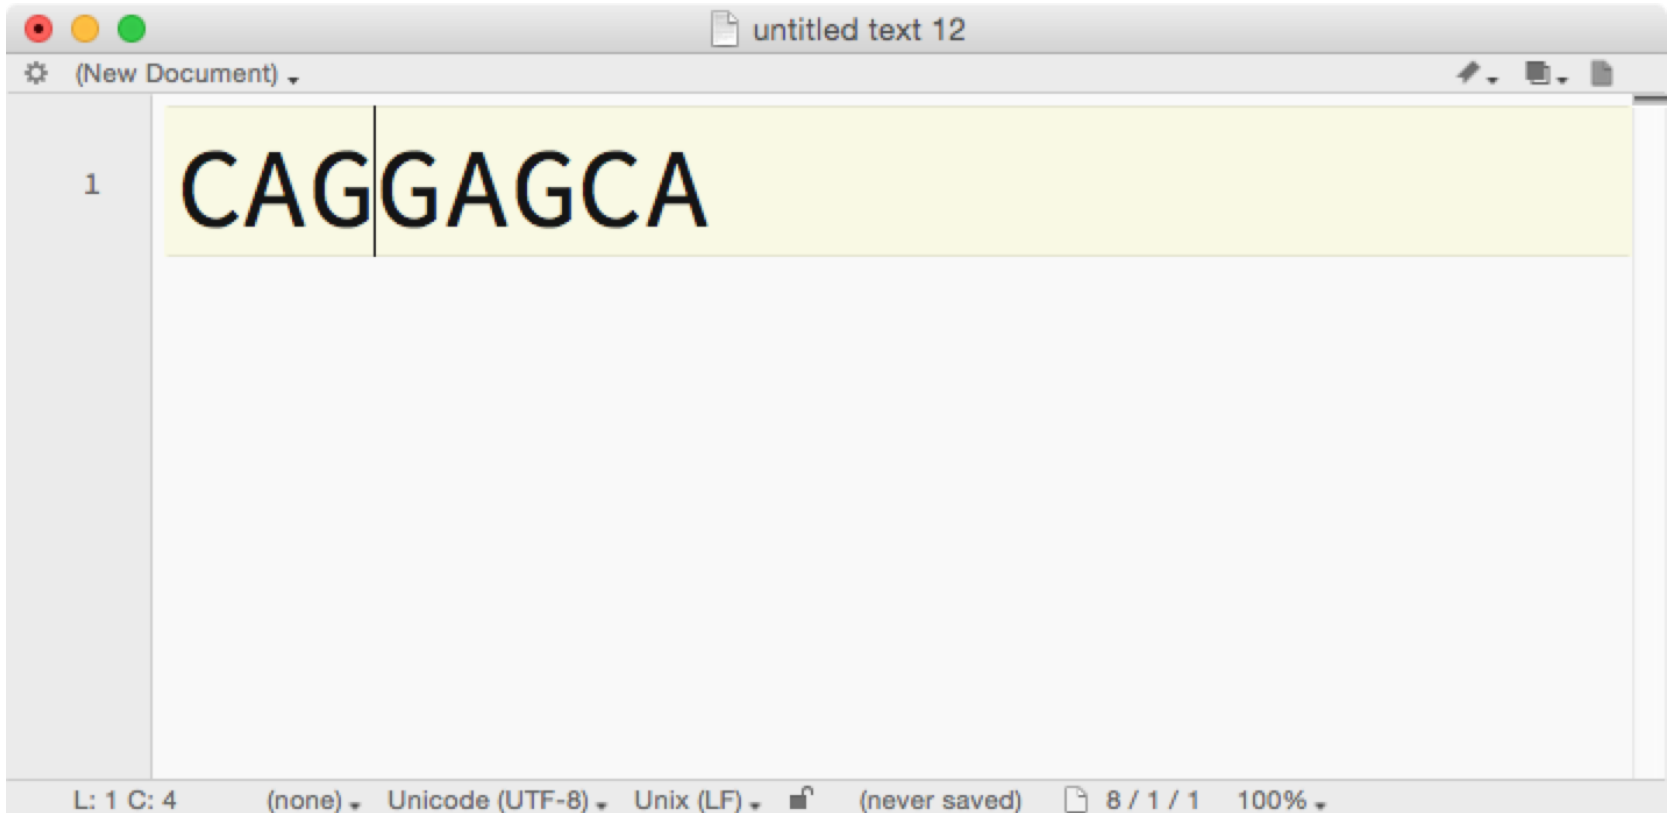 untitled text 12
(New Document)
1
CAGGAGCA
L: 1 C: 4 (none) Unicode (UTF-8) Unix (LF) (never saved) 8 / 1 / 1 100%